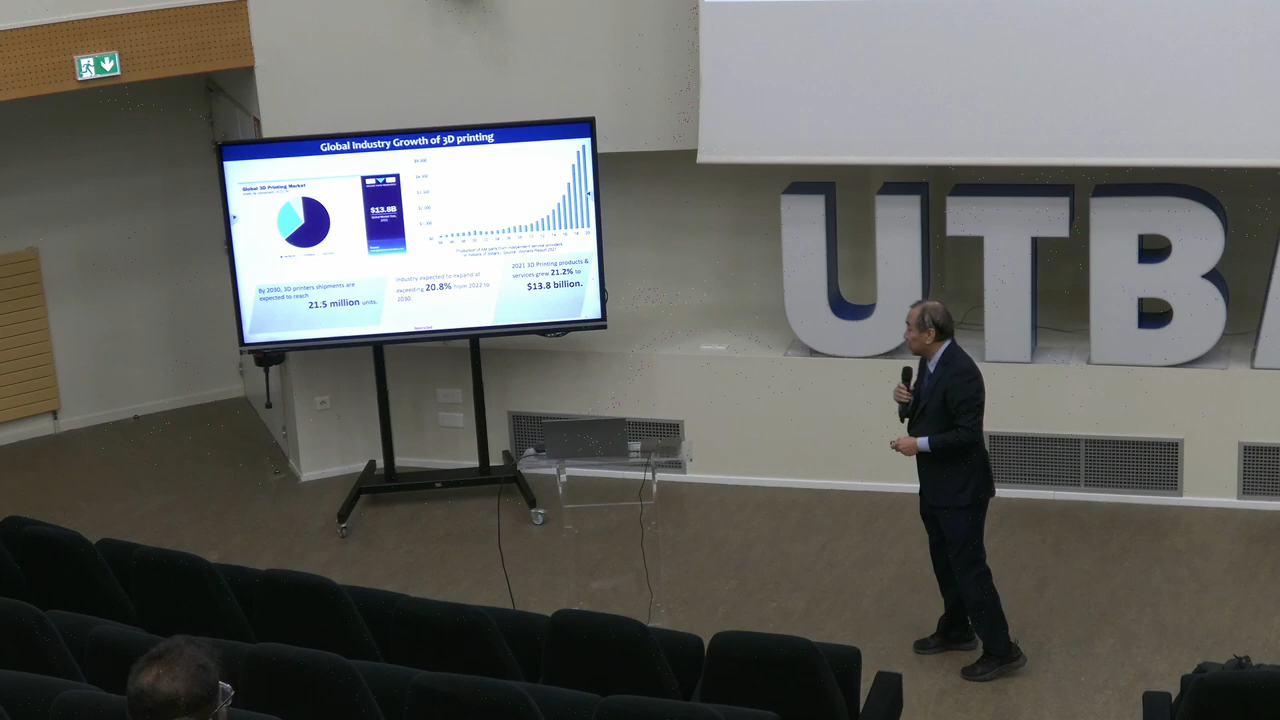 Global Industry Growth of 3D printing
Global 3D Printing Market
$13.8B
By 2030, 3D printers shipments are
expected to reach
21.5 million units.
Industry expected to expand at
exceeding 20.8% from 2022 to
2030.
2021 3D Printing products &
services grew 21.2% to
$13.8 billion.
UTB